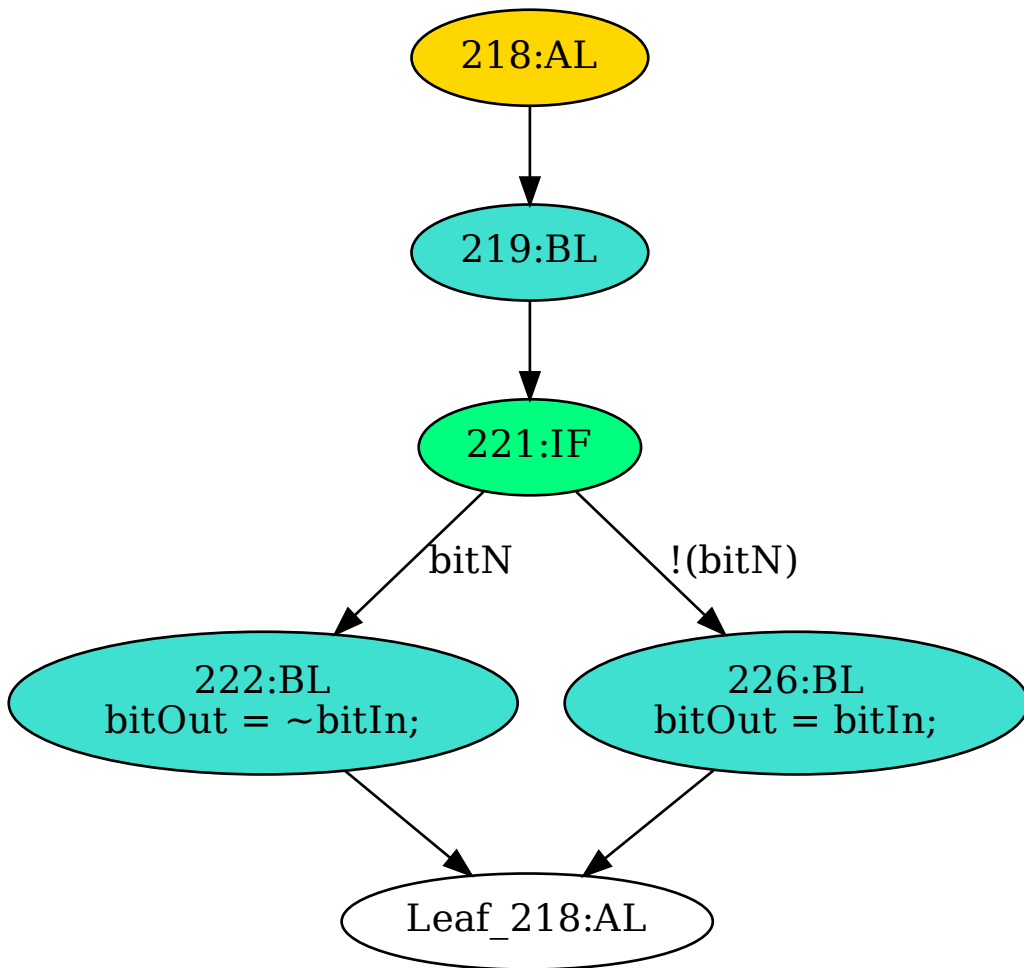 218:AL
219:BL
221:IF
bitN
!(bitN)
222:BL
bitOut = ~bitIn;
226:BL
bitOut = bitIn;
Leaf_218:AL